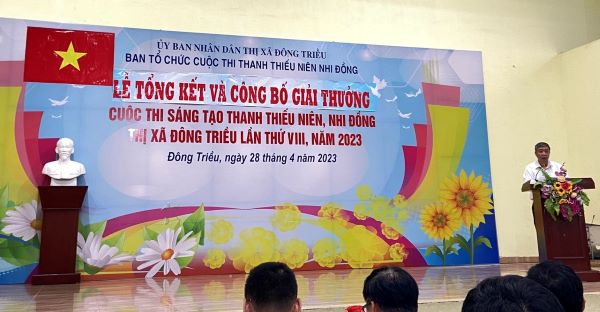 ỦY BAN NHÂN DÂN THỊ XÃ ĐÔNG TRIỀU
BAN TỔ CHỨC CUỘC THI THANH THIẾU NIÊN NHI ĐỒNG
LỄ TỔNG KẾT VÀ CÔNG BỐ GIẢI THƯỞNG
CUỘC THI SÁNG TẠO THANH THIẾU NIÊN, NHI ĐỒNG
THỊ XÃ ĐÔNG TRIỀU LẦN THỨ VIII, NĂM 2023
Đông Triều, ngày 28 tháng 4 năm 2023